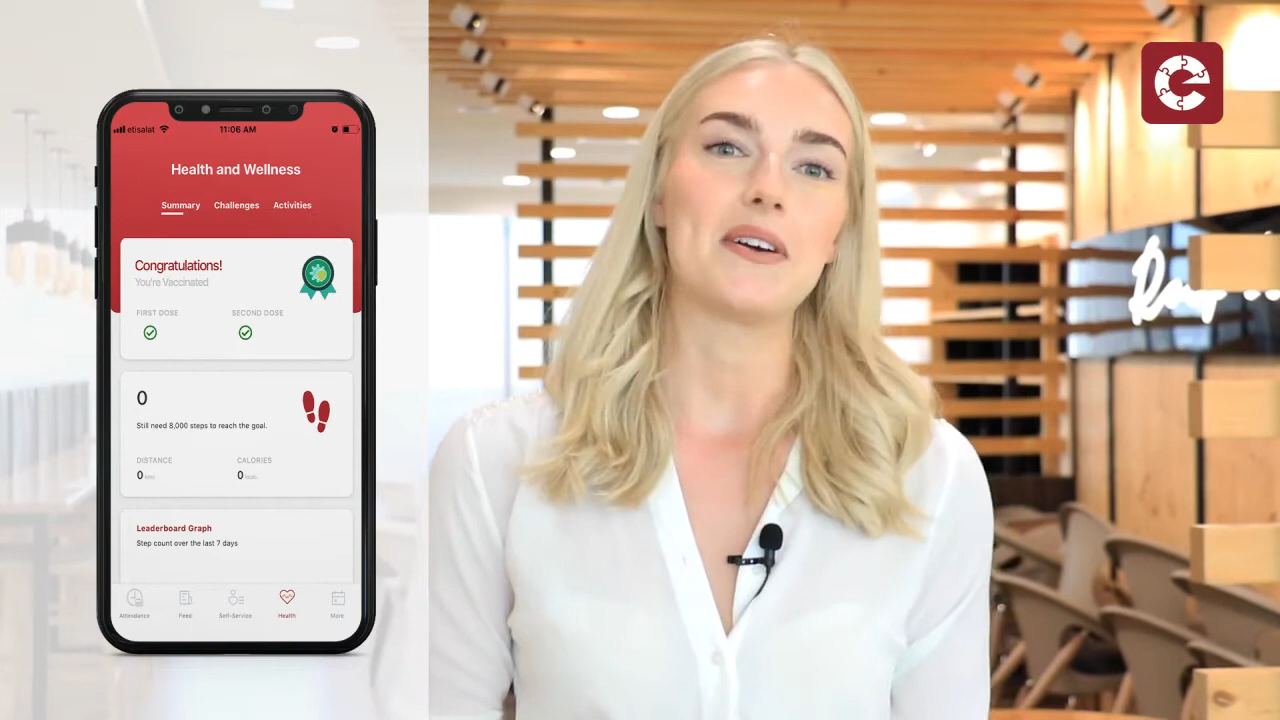 etisalat
11:06 AM
Health and Wellness
Summary Challenges Activities
Congratulations!
You're Vaccinated
FIRST DOSE SECOND DOSE
0
Still need 8,000 steps to reach the goal.
DISTANCE CALORIES
0 kms 0 kcals
Leaderboard Graph
Step count over the last 7 days
Attendance Feed Self-Service Health More